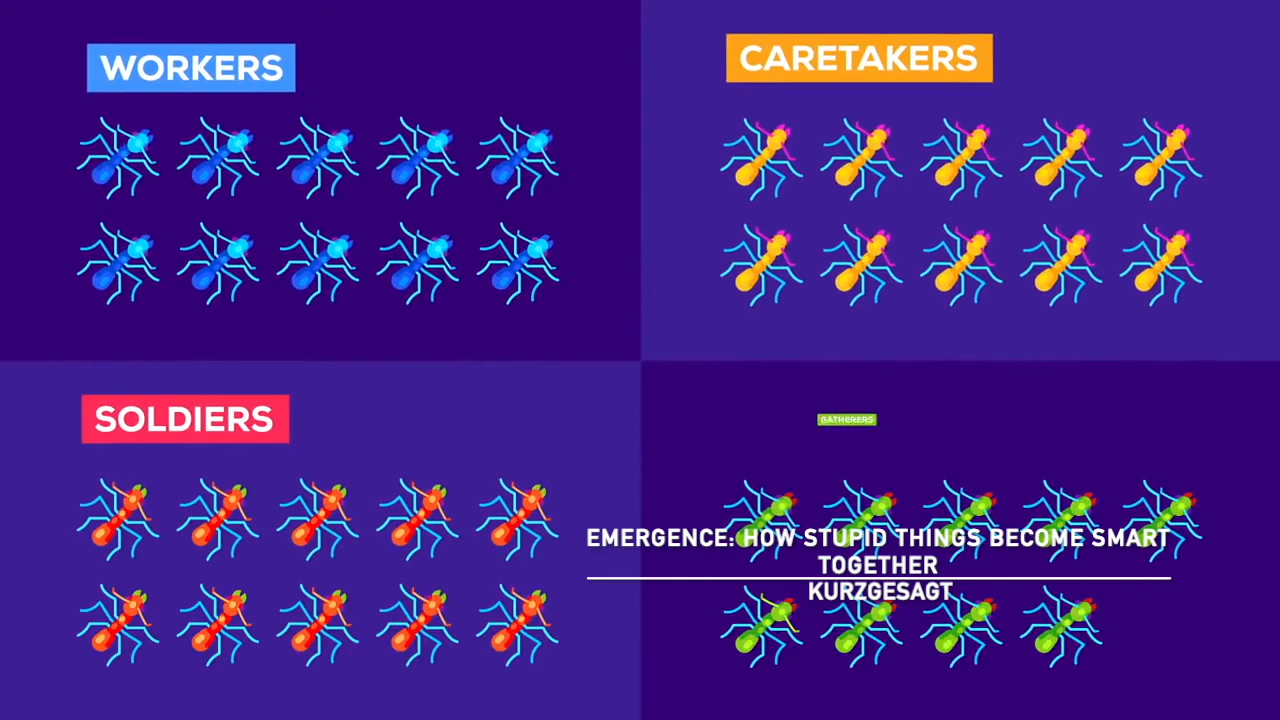 WORKERS
CARETAKERS
SOLDIERS
GATHERERS
EMERGENCE: HOW STUPID THINGS BECOME SMART
TOGETHER
KURZGESAGT